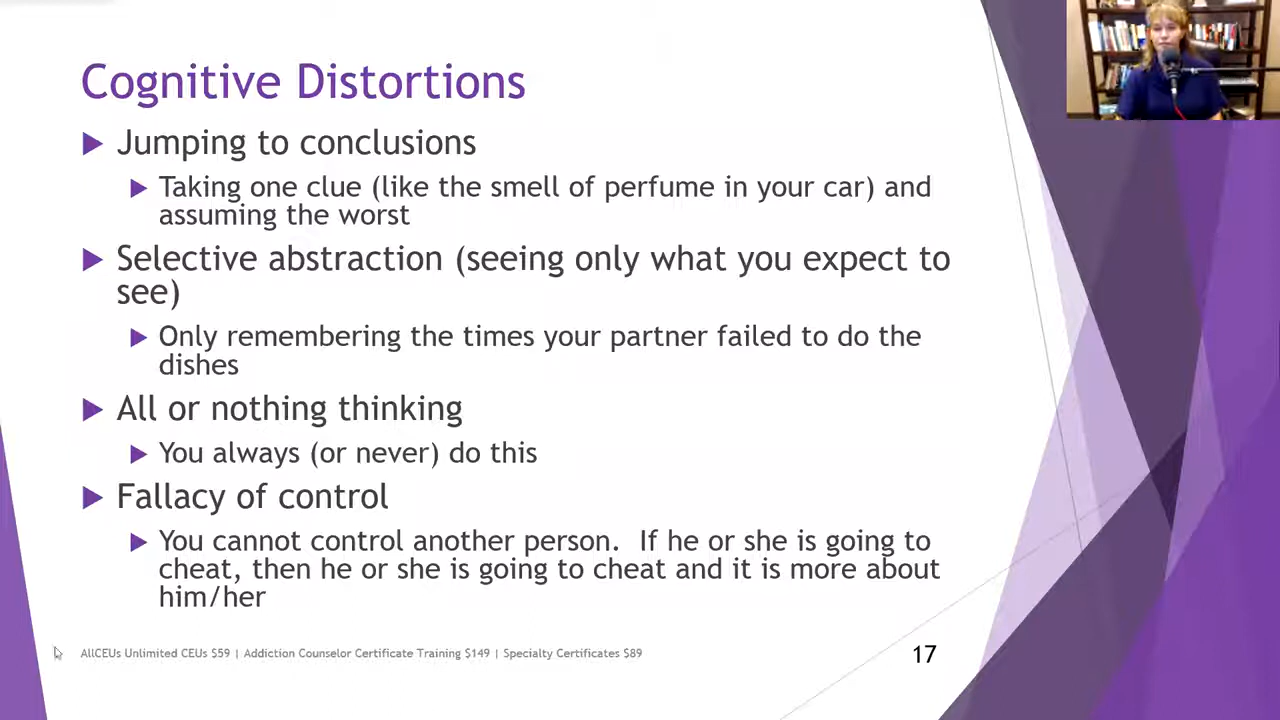 Cognitive Distortions
Jumping to conclusions
Taking one clue (like the smell of perfume in your car) and
assuming the worst
Selective abstraction (seeing only what you expect to
see)
Only remembering the times your partner failed to do the
dishes
All or nothing thinking
You always (or never) do this
Fallacy of control
You cannot control another person.  If he or she is going to
cheat, then he or she is going to cheat and it is more about
him/her
AllCEUs Unlimited CEUs $59 | Addiction Counselor Certificate Training $149 | Specialty Certificates $89
17